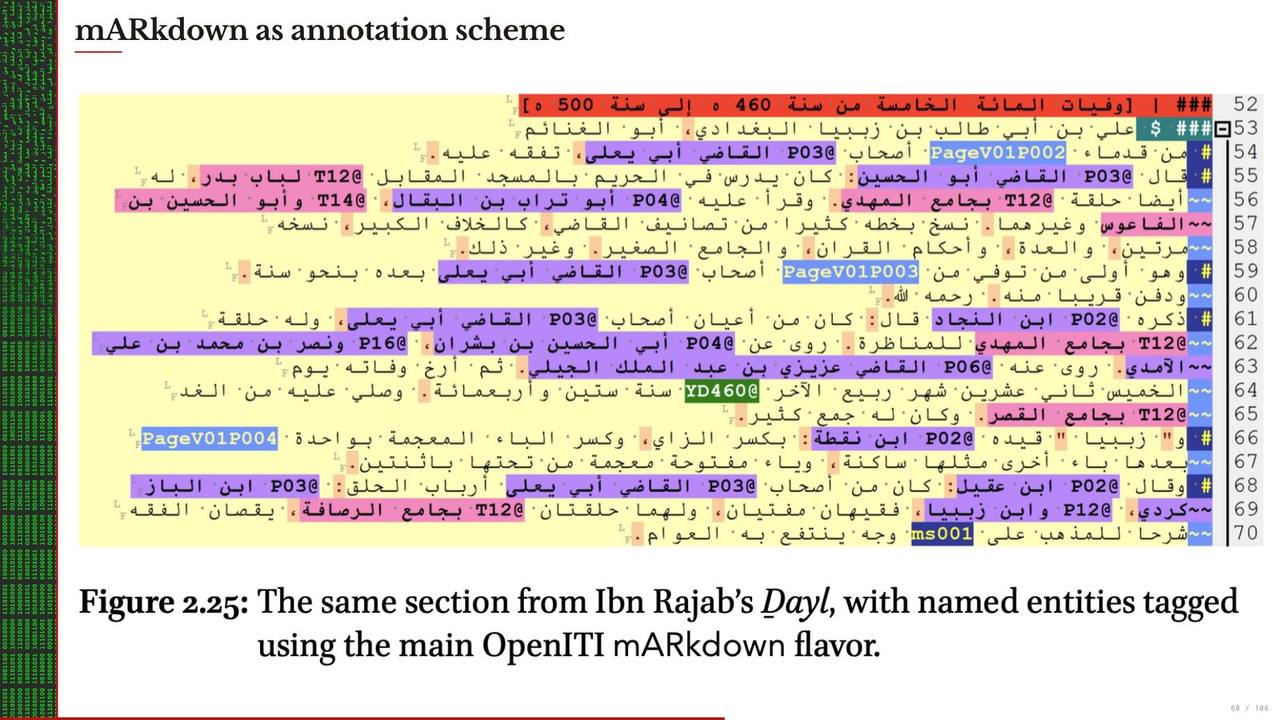 mARkdown as annotation scheme
52 ### | [وفيات المائة الخامسة من سنة 460 ه إلى سنة 500 ه]
53 ### $ علي بن أبي طالب بن زبيبا البغدادي، أبو الغنائم
54 # من قدماء PageV01P002 أصحاب @P03 القاضي أبي يعلى، تفقه عليه.
55 # قال @P03 القاضي أبو الحسين: كان يدرس في الحريم بالمسجد المقابل @T12 لباب بدر، له
56 ~~أيضا حلقة @T12 بجامع المهدي. وقرأ عليه @P04 أبو تراب بن البقال، @T14 وأبو الحسين بن
57 ~~الفاعوس وغيرهما. نسخ بخطه كثيرا من تصانيف القاضي، كالخلاف الكبير، نسخه
58 ~~مرتين، والعدة، وأحكام القران، والجامع الصغير. وغير ذلك.
59 # وهو أولى من توفي من PageV01P003 أصحاب @P03 القاضي أبي يعلى بعده بنحو سنة.
60 ~~ودفن قريبا منه. رحمه الله.
61 # ذكره @P02 ابن النجاد قال: كان من أعيان أصحاب @P03 القاضي أبي يعلى، وله حلقة
62 ~~@T12 بجامع المهدي للمناظرة. روى عن @P04 أبي الحسين بن بشران، @P16 ونصر بن محمد بن علي
63 ~~الآمدي. روى عنه @P06 القاضي عزيزي بن عبد الملك الجيلي. ثم أرخ وفاته يوم
64 ~~الخميس ثاني عشرين شهر ربيع الآخر @YD460 سنة ستين وأربعمائة. وصلي عليه من الغد
65 ~~@T12 بجامع القصر. وكان له جمع كثير.
66 # و" زبيبا " قيده @P02 ابن نقطة: بكسر الزاي، وكسر الباء المعجمة بواحدة PageV01P004
67 ~~بعدها باء أخرى مثلها ساكنة، وياء مفتوحة معجمة من تحتها باثنتين.
68 # وقال @P02 ابن عقيل: كان من أصحاب @P03 القاضي أبي يعلى أرباب الحلق: @P03 ابن الباز
69 ~~كردي، @P12 وابن زبيبا، فقيهان مفتيان، ولهما حلقتان @T12 بجامع الرصافة، يقصان الفقه
70 ~~شرحا للمذهب على ms001 وجه ينتفع به العوام.
Figure 2.25: The same section from Ibn Rajab's Ḏayl, with named entities tagged
using the main OpenITI mARkdown flavor.
60 / 106